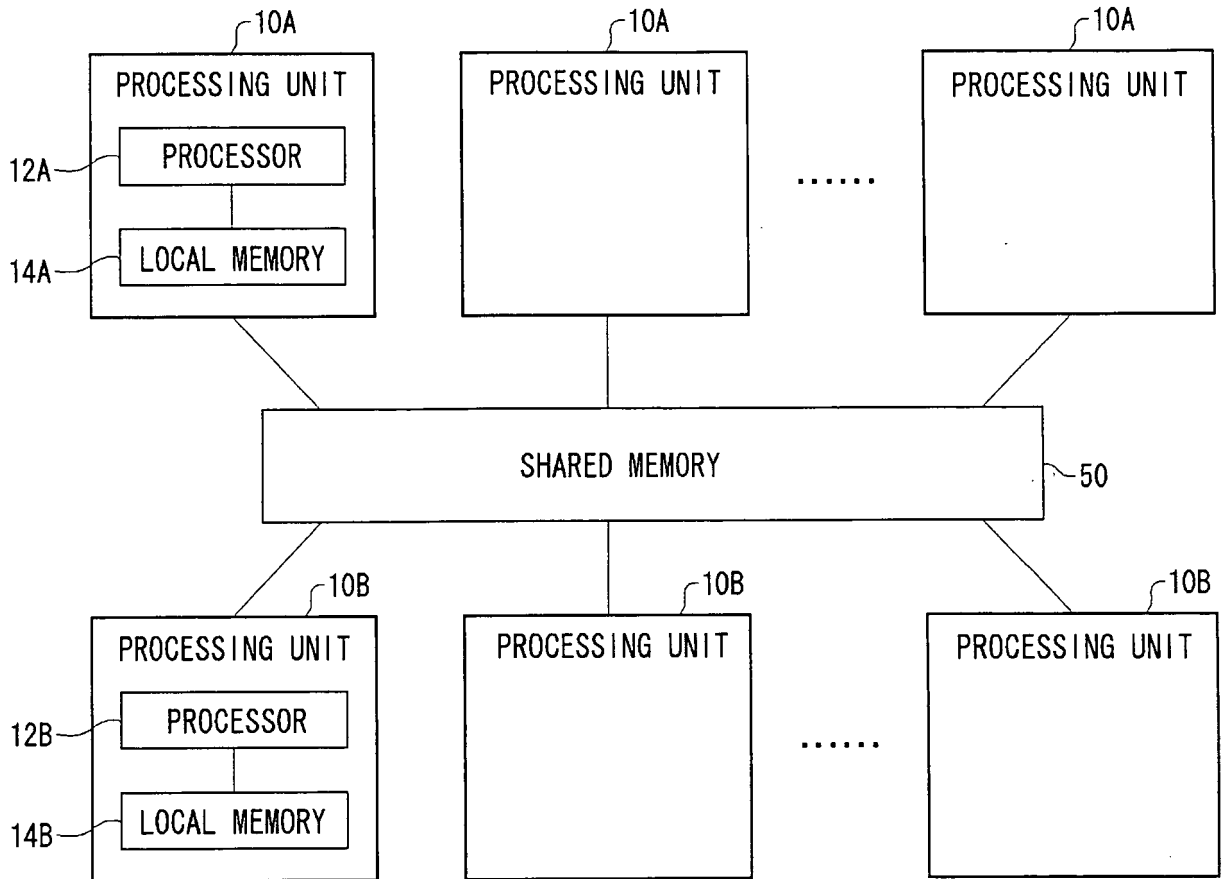 10A
10A
10A
PROCESSING UNIT
PROCESSING UNIT
PROCESSING UNIT
12A
PROCESSOR
......
14A
LOCAL MEMORY
SHARED MEMORY
50
10B
10B
10B
PROCESSING UNIT
PROCESSING UNIT
PROCESSING UNIT
12B
PROCESSOR
......
14B
LOCAL MEMORY